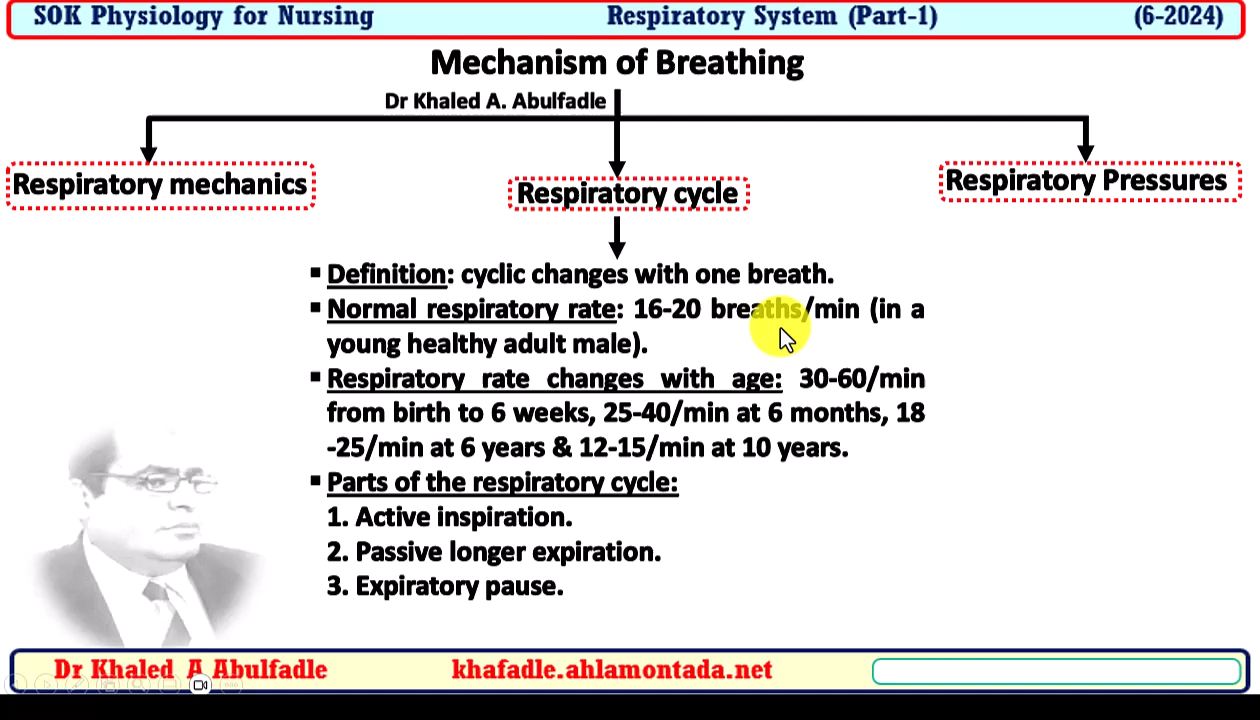 SOK Physiology for Nursing Respiratory System (Part-1) (6-2024)
Mechanism of Breathing
Dr Khaled A. Abulfadle
Respiratory mechanics
Respiratory cycle
Respiratory Pressures
▪ Definition: cyclic changes with one breath.
▪ Normal respiratory rate: 16-20 breaths/min (in a
young healthy adult male).
▪ Respiratory rate changes with age: 30-60/min
from birth to 6 weeks, 25-40/min at 6 months, 18
-25/min at 6 years & 12-15/min at 10 years.
▪ Parts of the respiratory cycle:
1. Active inspiration.
2. Passive longer expiration.
3. Expiratory pause.
Dr Khaled A Abulfadle khafadle.ahlamontada.net